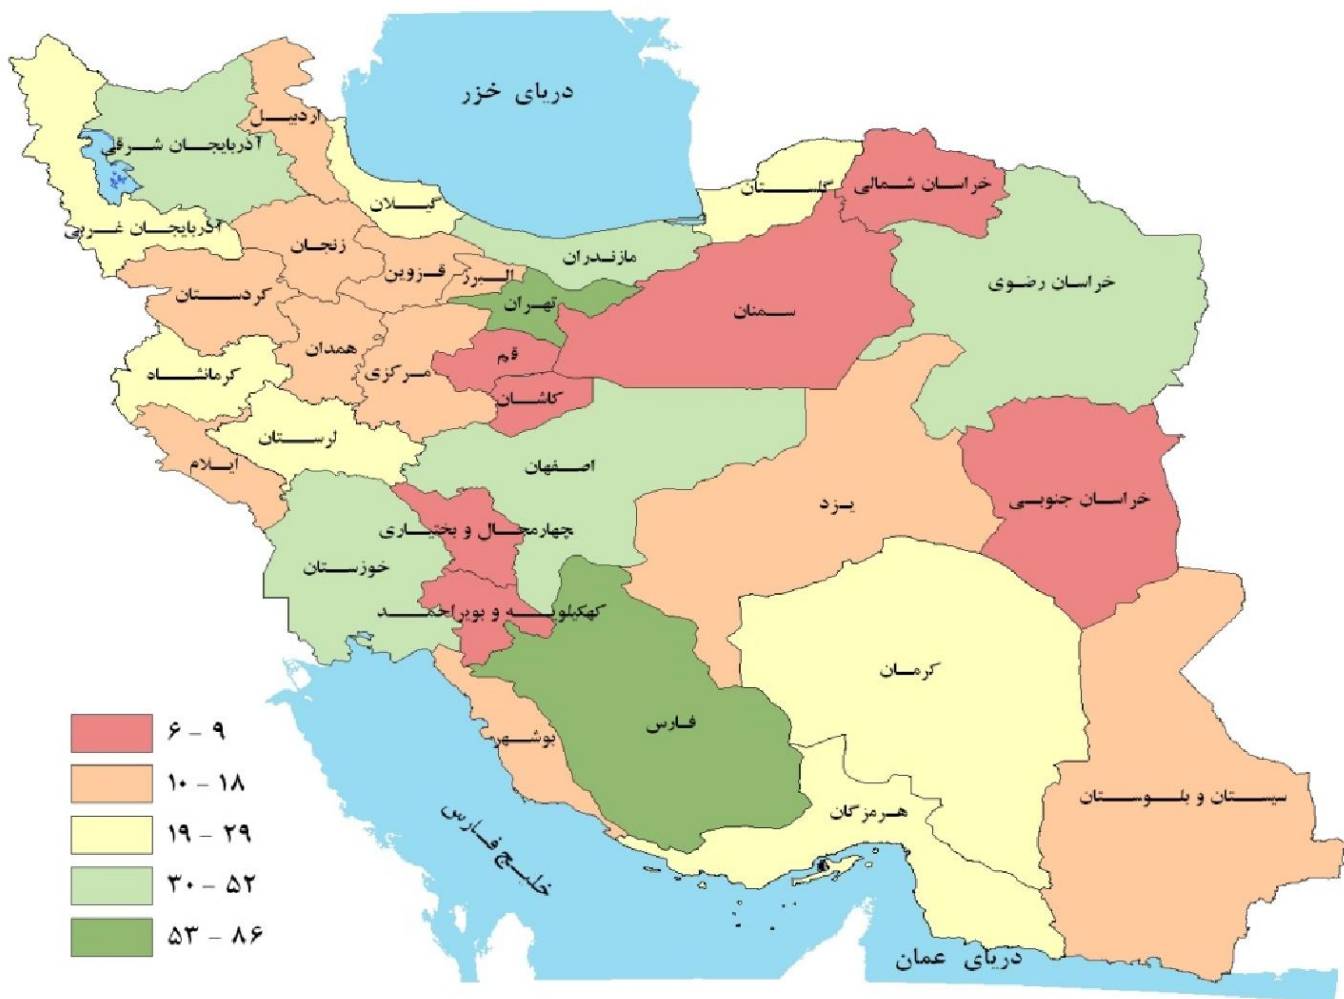 دریای خزر
اردبیل
آذربایجان شرقی
گیلان
گلستان
خراسان شمالی
آذربایجان غربی
زنجان
مازندران
قزوین
البرز
خراسان رضوی
کردستان
تهران
سمنان
همدان
قم
مرکزی
کرمانشاه
کاشان
لرستان
ایلام
اصفهان
یزد
خراسان جنوبی
چهارمحال و بختیاری
خوزستان
کهکیلویه و بویراحمد
کرمان
فارس
بوشهر
هرمزگان
سیستان و بلوستان
خلیج فارس
دریای عمان
۶ - ۹
۱۰ - ۱۸
۱۹ - ۲۹
۳۰ - ۵۲
۵۳ - ۸۶